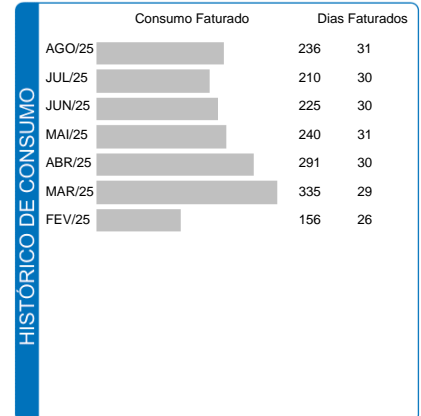 Consumo Faturado Dias Faturados
AGO/25 236 31
JUL/25 210 30
JUN/25 225 30
MAI/25 240 31
ABR/25 291 30
MAR/25 335 29
FEV/25 156 26
HISTÓRICO DE CONSUMO